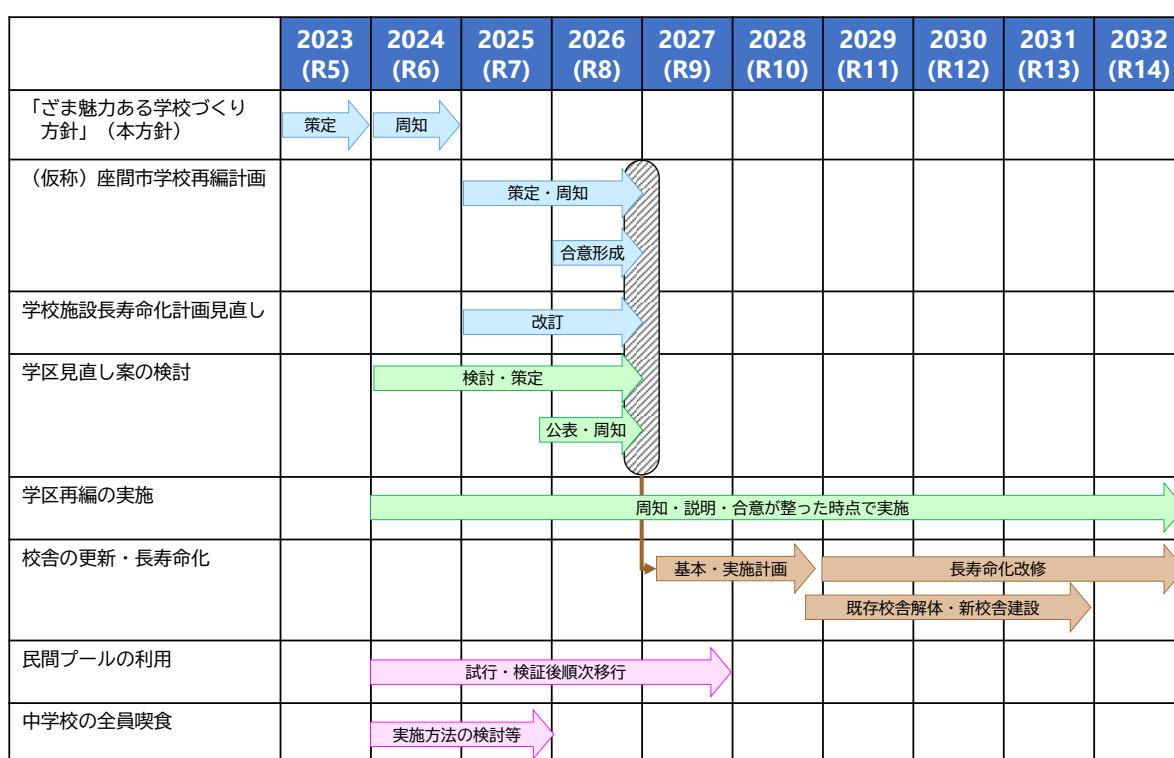 2023 2024 2025 2026 2027 2028 2029 2030 2031 2032
(R5) (R6) (R7) (R8) (R9) (R10) (R11) (R12) (R13) (R14)
「ざま魅力ある学校づくり
方針」（本方針）
策定 周知
（仮称）座間市学校再編計画
策定・周知
合意形成
学校施設長寿命化計画見直し
改訂
学区見直し案の検討
検討・策定
公表・周知
学区再編の実施
周知・説明・合意が整った時点で実施
校舎の更新・長寿命化
基本・実施計画 長寿命化改修
既存校舎解体・新校舎建設
民間プールの利用
試行・検証後順次移行
中学校の全員喫食
実施方法の検討等